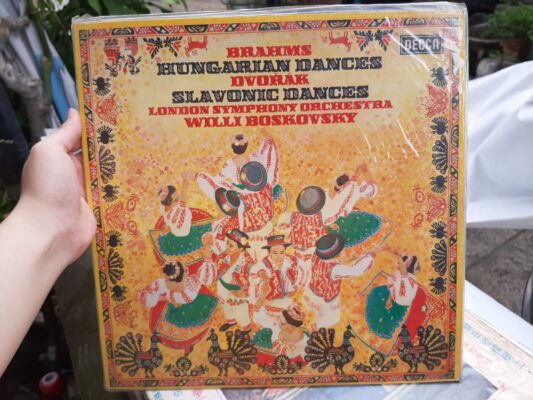 DECCA
BRAHMS
HUNGARIAN DANCES
DVOŘÁK
SLAVONIC DANCES
LONDON SYMPHONY ORCHESTRA
WILLI BOSKOVSKY